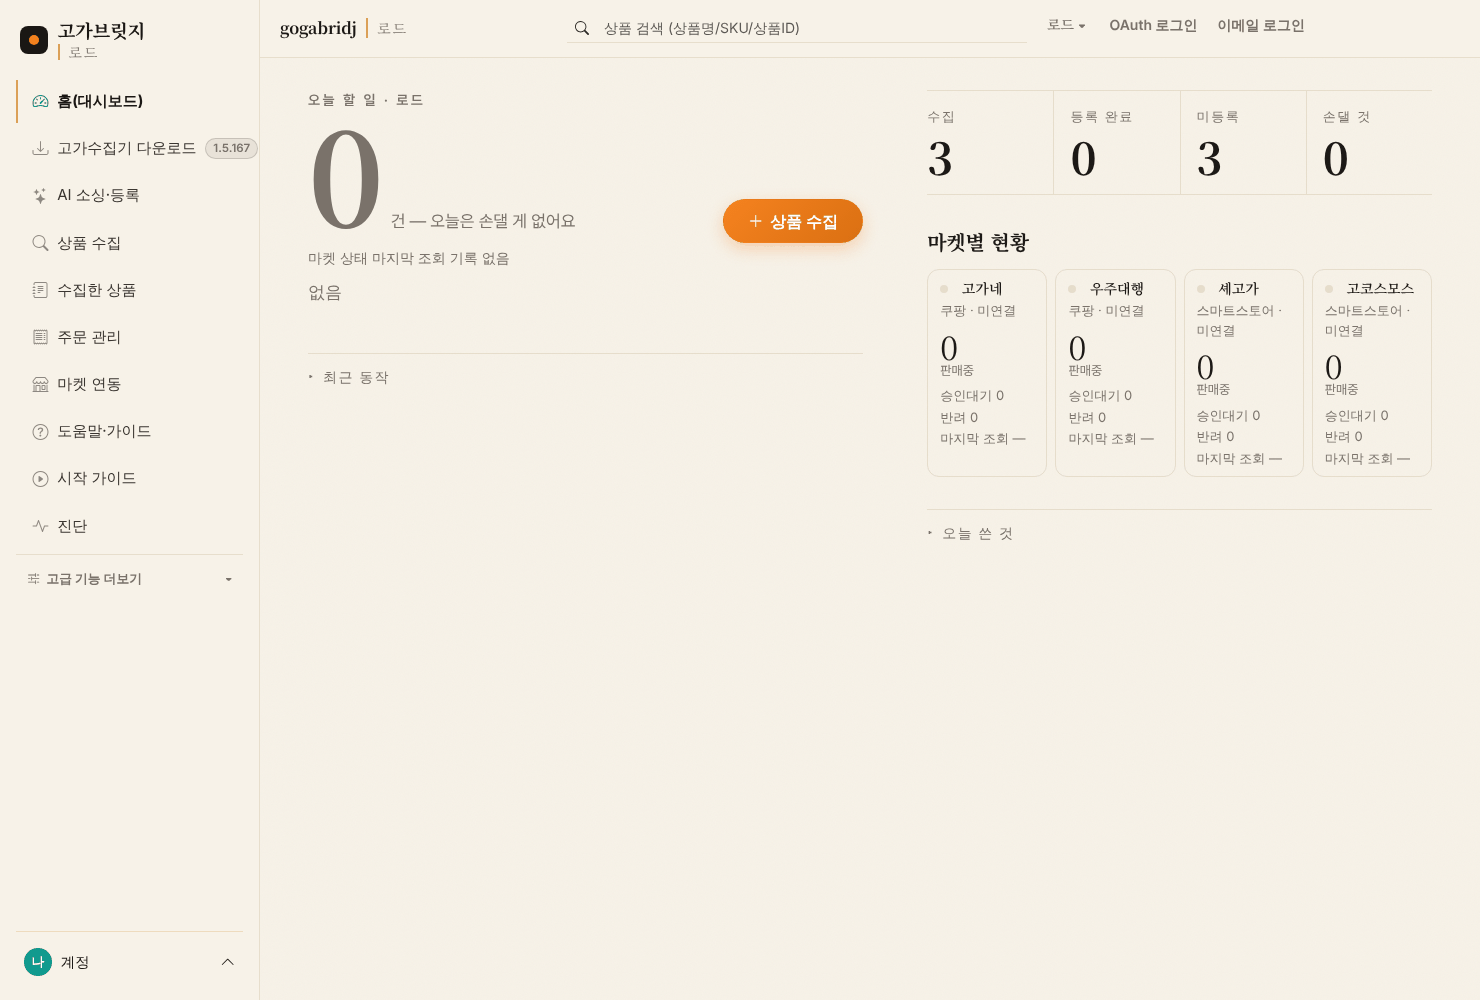 고가브릿지
로드
홈(대시보드)
고가수집기 다운로드 1.5.167
AI 소싱·등록
상품 수집
수집한 상품
주문 관리
마켓 연동
도움말·가이드
시작 가이드
진단
고급 기능 더보기
나 계정
gogabridj 로드
상품 검색 (상품명/SKU/상품ID)
로드 OAuth 로그인 이메일 로그인
오늘 할 일 · 로드
0 건 — 오늘은 손댈 게 없어요
+ 상품 수집
마켓 상태 마지막 조회 기록 없음
없음
최근 동작
수집
3
등록 완료
0
미등록
3
손댈 것
0
마켓별 현황
고가네
쿠팡 · 미연결
0
판매중
승인대기 0
반려 0
마지막 조회 —
우주대행
쿠팡 · 미연결
0
판매중
승인대기 0
반려 0
마지막 조회 —
셰고가
스마트스토어 ·
미연결
0
판매중
승인대기 0
반려 0
마지막 조회 —
고코스모스
스마트스토어 ·
미연결
0
판매중
승인대기 0
반려 0
마지막 조회 —
오늘 쓴 것